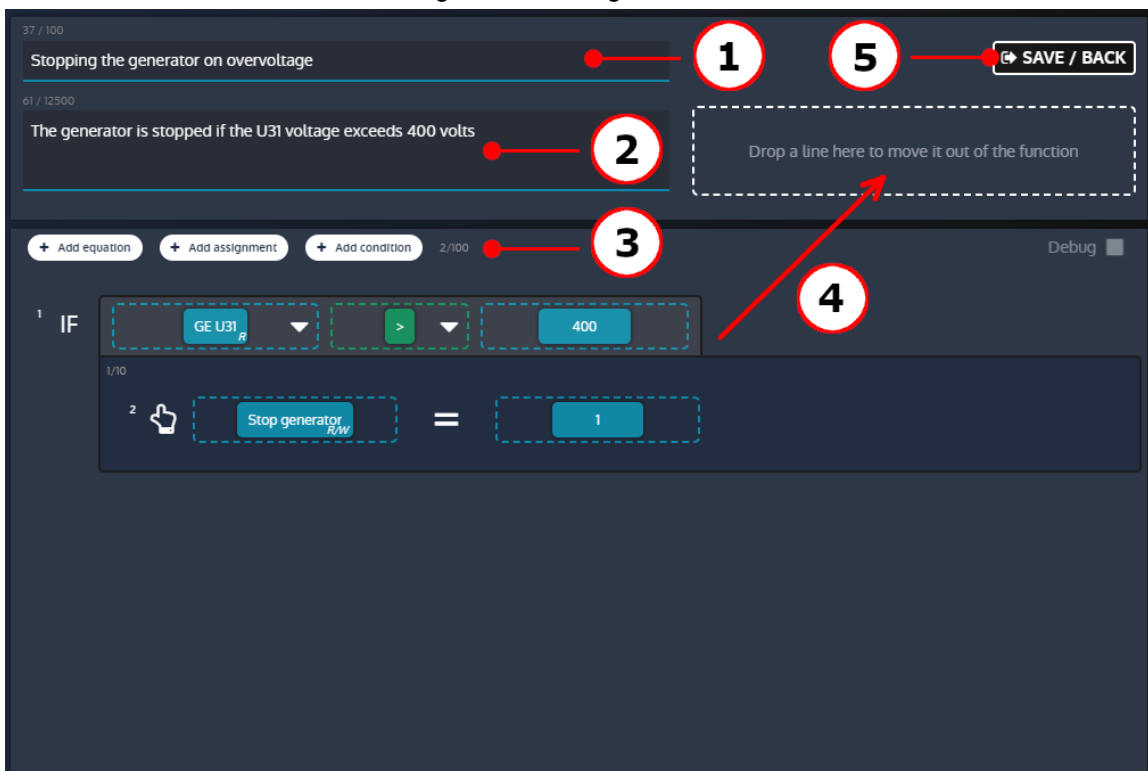 37 / 100
Stopping the generator on overvoltage
1
5
SAVE / BACK
61 / 12500
The generator is stopped if the U31 voltage exceeds 400 volts
2
Drop a line here to move it out of the function
+ Add equation + Add assignment + Add condition 2/100
3
Debug
4
1 IF GE U31 R > 400
1/10
2 Stop generator R/W = 1